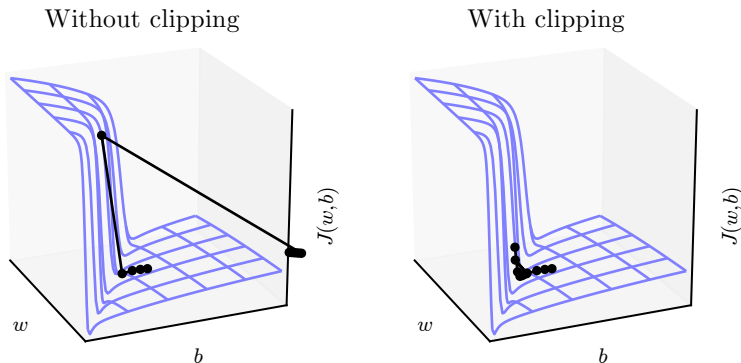 Without clipping
With clipping
J(w,b)
J(w,b)
w
w
b
b